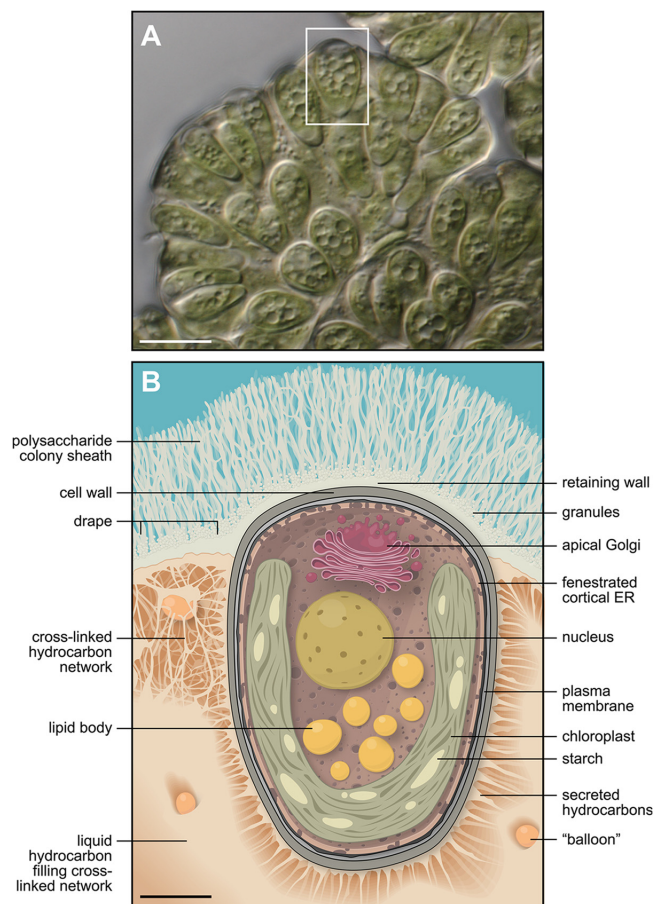 A
B
polysaccharide
colony sheath
cell wall
drape
cross-linked
hydrocarbon
network
lipid body
liquid
hydrocarbon
filling cross-
linked network
retaining wall
granules
apical Golgi
fenestrated
cortical ER
nucleus
plasma
membrane
chloroplast
starch
secreted
hydrocarbons
“balloon”